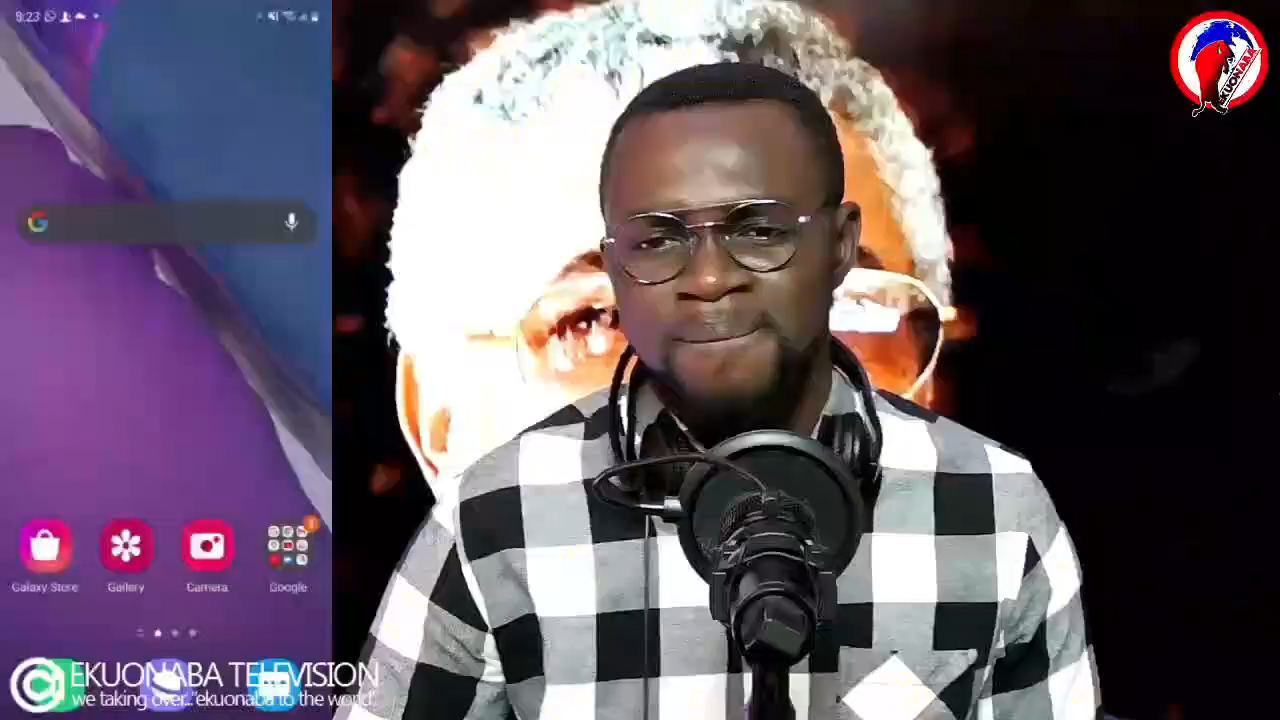 9:23
Galaxy Store
Gallery
Camera
Google
EKUONABA TELEVISION
we taking over.."ekuonaba to the world'.